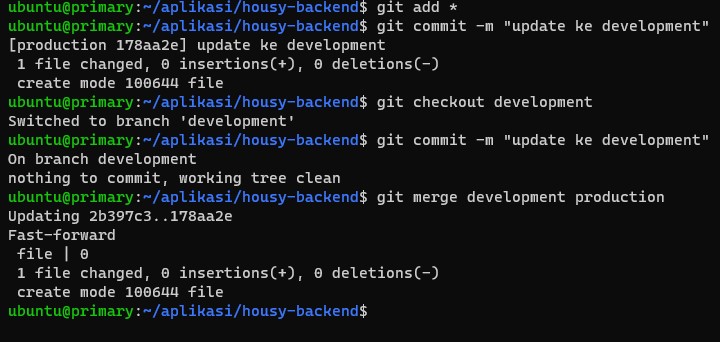 ubuntu@primary:~/aplikasi/housy-backend$ git add *
ubuntu@primary:~/aplikasi/housy-backend$ git commit -m "update ke development"
[production 178aa2e] update ke development
 1 file changed, 0 insertions(+), 0 deletions(-)
 create mode 100644 file
ubuntu@primary:~/aplikasi/housy-backend$ git checkout development
Switched to branch 'development'
ubuntu@primary:~/aplikasi/housy-backend$ git commit -m "update ke development"
On branch development
nothing to commit, working tree clean
ubuntu@primary:~/aplikasi/housy-backend$ git merge development production
Updating 2b397c3..178aa2e
Fast-forward
 file | 0
 1 file changed, 0 insertions(+), 0 deletions(-)
 create mode 100644 file
ubuntu@primary:~/aplikasi/housy-backend$